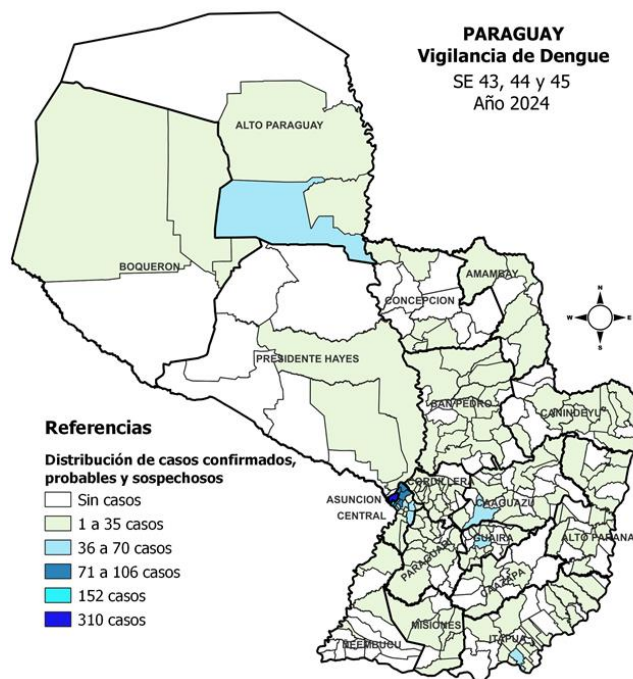 PARAGUAY
Vigilancia de Dengue
SE 43, 44 y 45
Año 2024
ALTO PARAGUAY
BOQUERON
AMAMBAY
CONCEPCION
N
W
E
S
PRESIDENTE HAYES
SAN PEDRO
CANINDEYU
Referencias
Distribución de casos confirmados,
probables y sospechosos
Sin casos
1 a 35 casos
36 a 70 casos
71 a 106 casos
152 casos
310 casos
ASUNCION
CENTRAL
CORDILLERA
CAAGUAZU
GUAIRA
ALTO PARANA
PARAGUARI
CAAZAPA
MISIONES
ÑEEMBUCU
ITAPUA